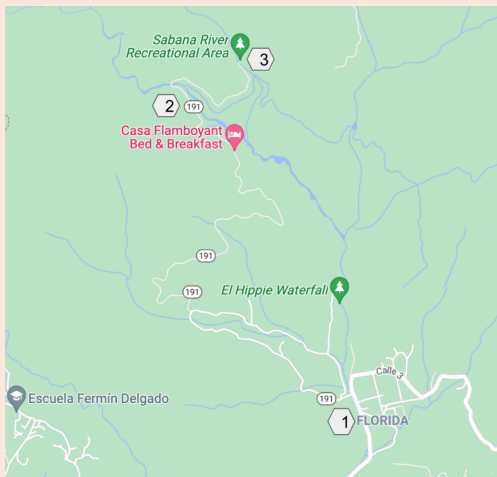 Sabana River
Recreational Area
3
2
191
Casa Flamboyant
Bed & Breakfast
191
191
El Hippie Waterfall
Calle 3
Escuela Fermín Delgado
191
1
FLORIDA